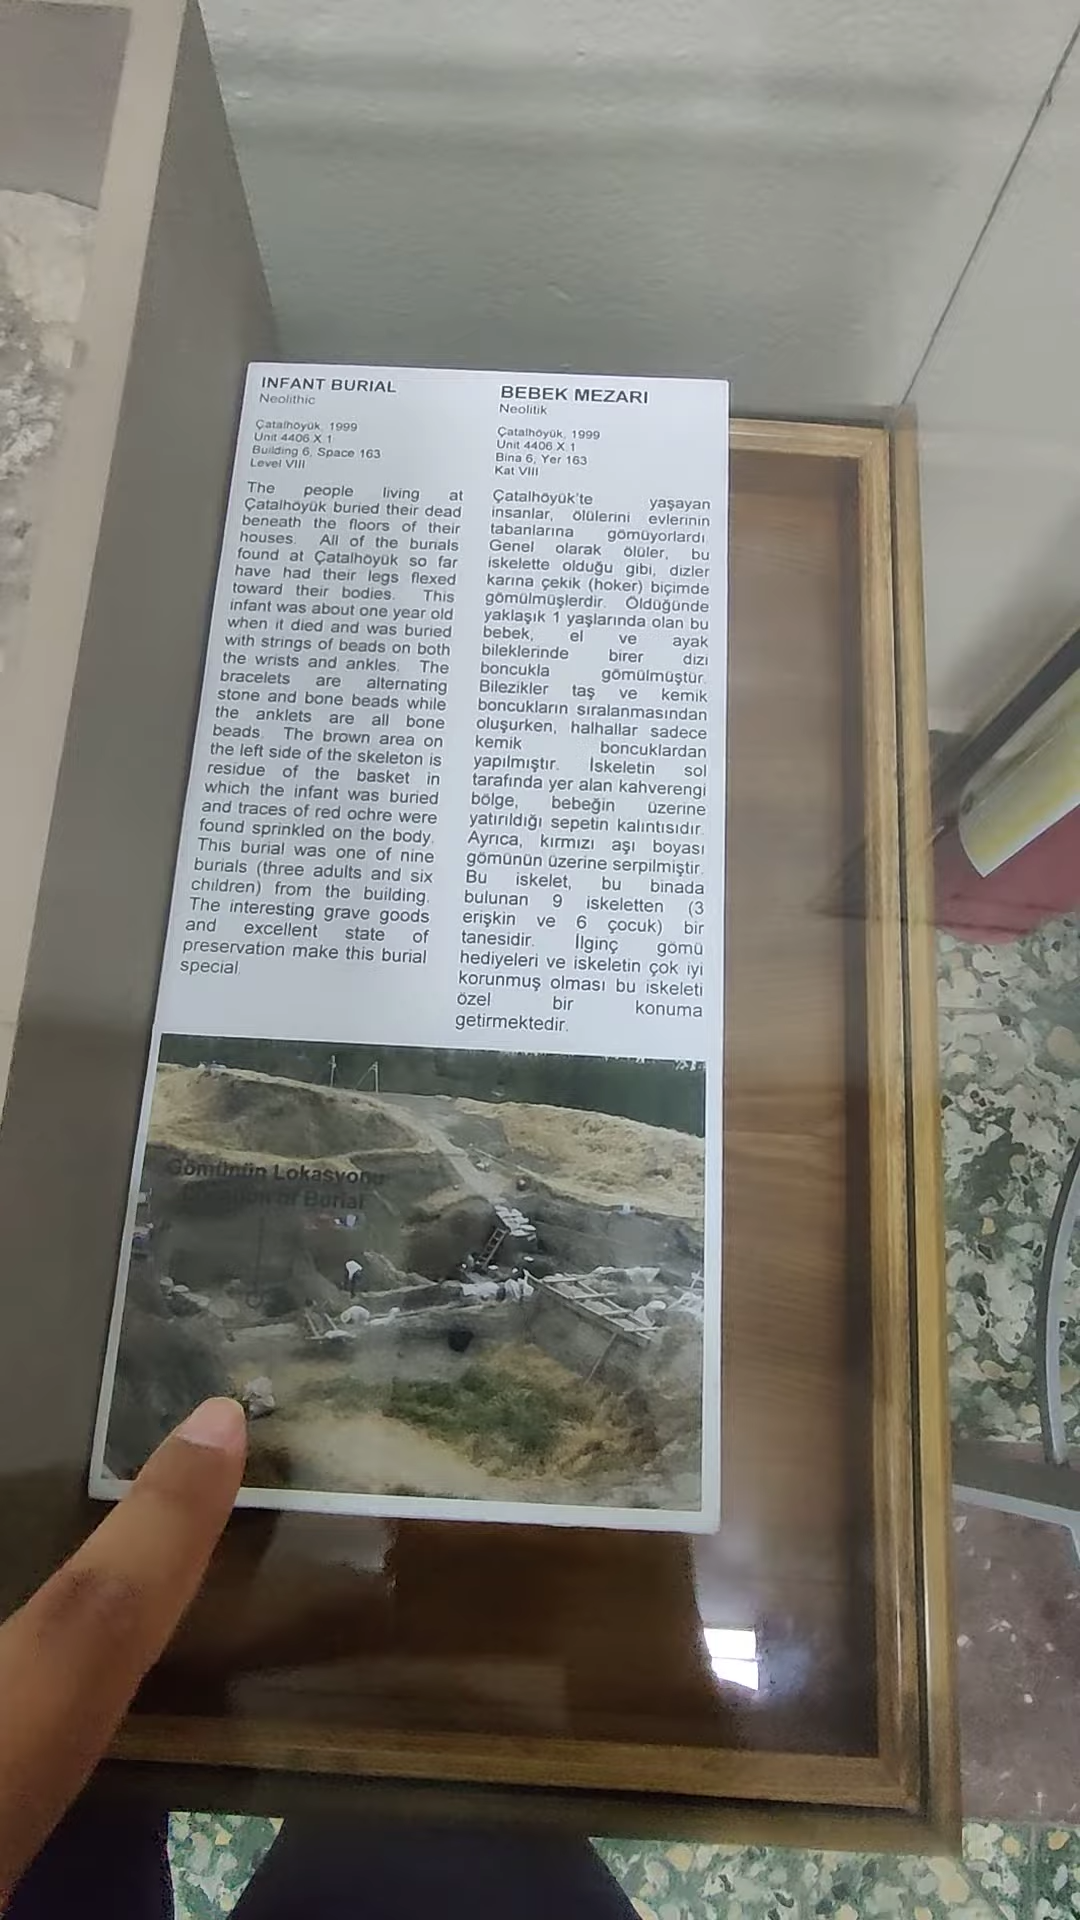 INFANT BURIAL
Neolithic
Çatalhöyük, 1999
Unit 4406 X 1
Building 6, Space 163
Level VIII
The people living at
Çatalhöyük buried their dead
beneath the floors of their
houses. All of the burials
found at Çatalhöyük so far
have had their legs flexed
toward their bodies. This
infant was about one year old
when it died and was buried
with strings of beads on both
the wrists and ankles. The
bracelets are alternating
stone and bone beads while
the anklets are all bone
beads. The brown area on
the left side of the skeleton is
residue of the basket in
which the infant was buried
and traces of red ochre were
found sprinkled on the body.
This burial was one of nine
burials (three adults and six
children) from the building.
The interesting grave goods
and excellent state of
preservation make this burial
special.
BEBEK MEZARI
Neolitik
Çatalhöyük, 1999
Unit 4406 X 1
Bina 6, Yer 163
Kat VIII
Çatalhöyük'te yaşayan
insanlar, ölülerini evlerinin
tabanlarına gömüyorlardı.
Genel olarak ölüler, bu
iskelette olduğu gibi, dizler
karına çekik (hoker) biçimde
gömülmüşlerdir. Öldüğünde
yaklaşık 1 yaşlarında olan bu
bebek, el ve ayak
bileklerinde birer dizi
boncukla gömülmüştür.
Bilezikler taş ve kemik
boncukların sıralanmasından
oluşurken, halhallar sadece
kemik boncuklardan
yapılmıştır. İskeletin sol
tarafında yer alan kahverengi
bölge, bebeğin üzerine
yatırıldığı sepetin kalıntısıdır.
Ayrıca, kırmızı aşı boyası
gömünün üzerine serpilmiştir.
Bu iskelet, bu binada
bulunan 9 iskeletten (3
erişkin ve 6 çocuk) bir
tanesidir. İlginç gömü
hediyeleri ve iskeletin çok iyi
korunmuş olması bu iskeleti
özel bir konuma
getirmektedir.
Gömünün Lokasyonu
Location of Burial